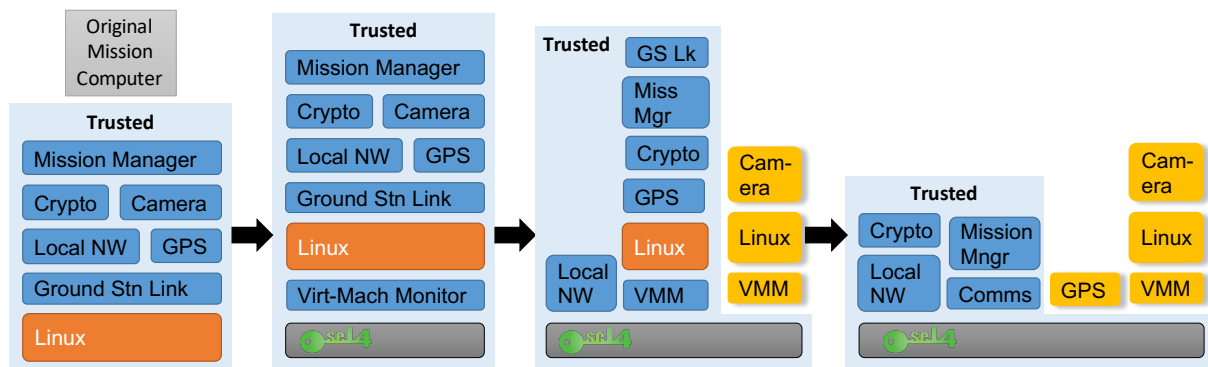 Original
Mission
Computer
Trusted
Mission Manager
Crypto
Camera
Local NW
GPS
Ground Stn Link
Linux
Trusted
Mission Manager
Crypto
Camera
Local NW
GPS
Ground Stn Link
Linux
Virt-Mach Monitor
seL4
Trusted
GS Lk
Miss
Mgr
Crypto
GPS
Linux
Local
NW
VMM
Cam-
era
Linux
VMM
seL4
Trusted
Crypto
Mission
Mngr
Local
NW
Comms
GPS
Cam-
era
Linux
VMM
seL4